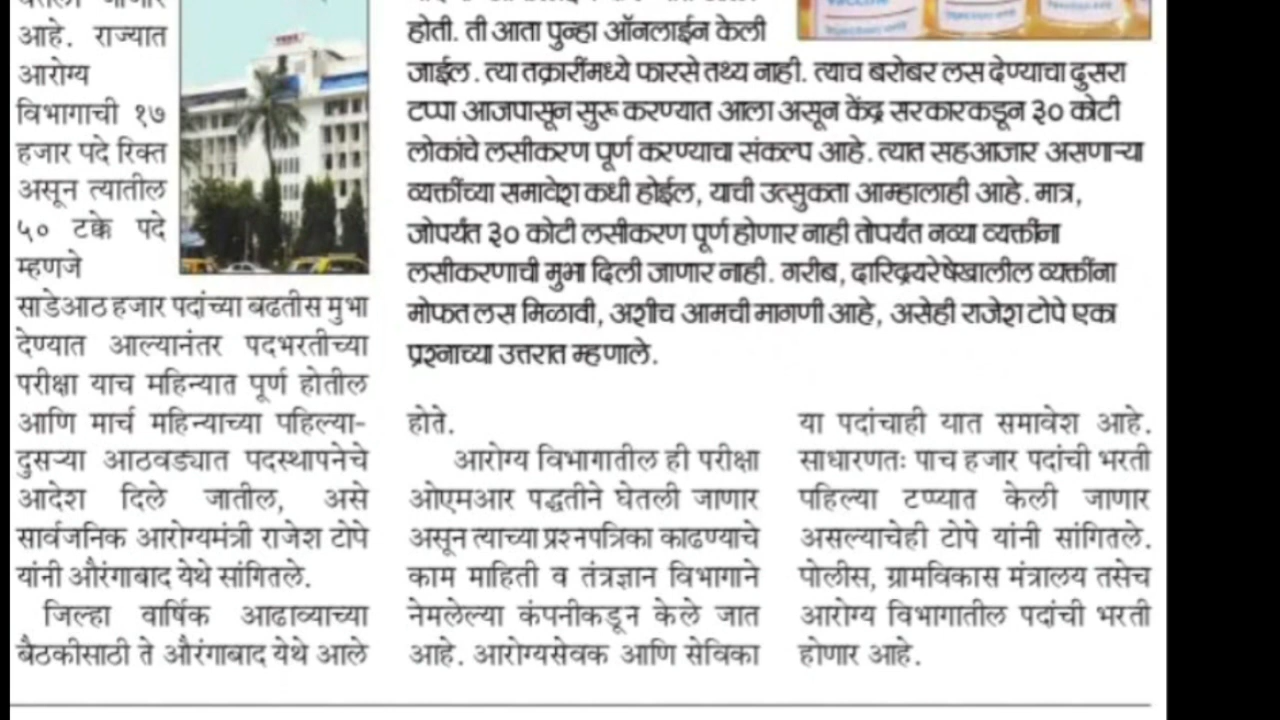 आहे. राज्यात
आरोग्य
विभागाची १७
हजार पदे रिक्त
असून त्यातील
५० टक्के पदे
म्हणजे
साडेआठ हजार पदांच्या बढतीस मुभा
देण्यात आल्यानंतर पदभरतीच्या
परीक्षा याच महिन्यात पूर्ण होतील
आणि मार्च महिन्याच्या पहिल्या-
दुसऱ्या आठवड्यात पदस्थापनेचे
आदेश दिले जातील, असे
सार्वजनिक आरोग्यमंत्री राजेश टोपे
यांनी औरंगाबाद येथे सांगितले.
जिल्हा वार्षिक आढाव्याच्या
बैठकीसाठी ते औरंगाबाद येथे आले
होती. ती आता पुन्हा ऑनलाईन केली
जाईल. त्या तक्रारींमध्ये फारसे तथ्य नाही. त्याच बरोबर लस देण्याचा दुसरा
टप्पा आजपासून सुरू करण्यात आला असून केंद्र सरकारकडून ३० कोटी
लोकांचे लसीकरण पूर्ण करण्याचा संकल्प आहे. त्यात सहआजार असणाऱ्या
व्यक्तींच्या समावेश कधी होईल, याची उत्सुकता आम्हालाही आहे. मात्र,
जोपर्यंत ३० कोटी लसीकरण पूर्ण होणार नाही तोपर्यंत नव्या व्यक्तींना
लसीकरणाची मुभा दिली जाणार नाही. गरीब, दारिद्र्यरेषेखालील व्यक्तींना
मोफत लस मिळावी, अशीच आमची मागणी आहे, असेही राजेश टोपे एका
प्रश्नाच्या उत्तरात म्हणाले.
होते.
आरोग्य विभागातील ही परीक्षा
ओएमआर पद्धतीने घेतली जाणार
असून त्याच्या प्रश्नपत्रिका काढण्याचे
काम माहिती व तंत्रज्ञान विभागाने
नेमलेल्या कंपनीकडून केले जात
आहे. आरोग्यसेवक आणि सेविका
या पदांचाही यात समावेश आहे.
साधारणतः पाच हजार पदांची भरती
पहिल्या टप्प्यात केली जाणार
असल्याचेही टोपे यांनी सांगितले.
पोलीस, ग्रामविकास मंत्रालय तसेच
आरोग्य विभागातील पदांची भरती
होणार आहे.